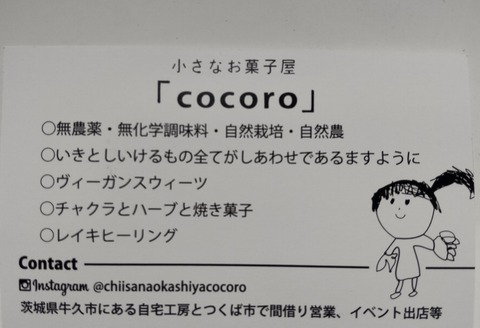 小さなお菓子屋
「cocoro」
○無農薬・無化学調味料・自然栽培・自然農
○いきとしいけるもの全てがしあわせであるますように
○ヴィーガンスウィーツ
○チャクラとハーブと焼き菓子
○レイキヒーリング
Contact
Instagram @chiisanaokashiyacocoro
茨城県牛久市にある自宅工房とつくば市で間借り営業、イベント出店等